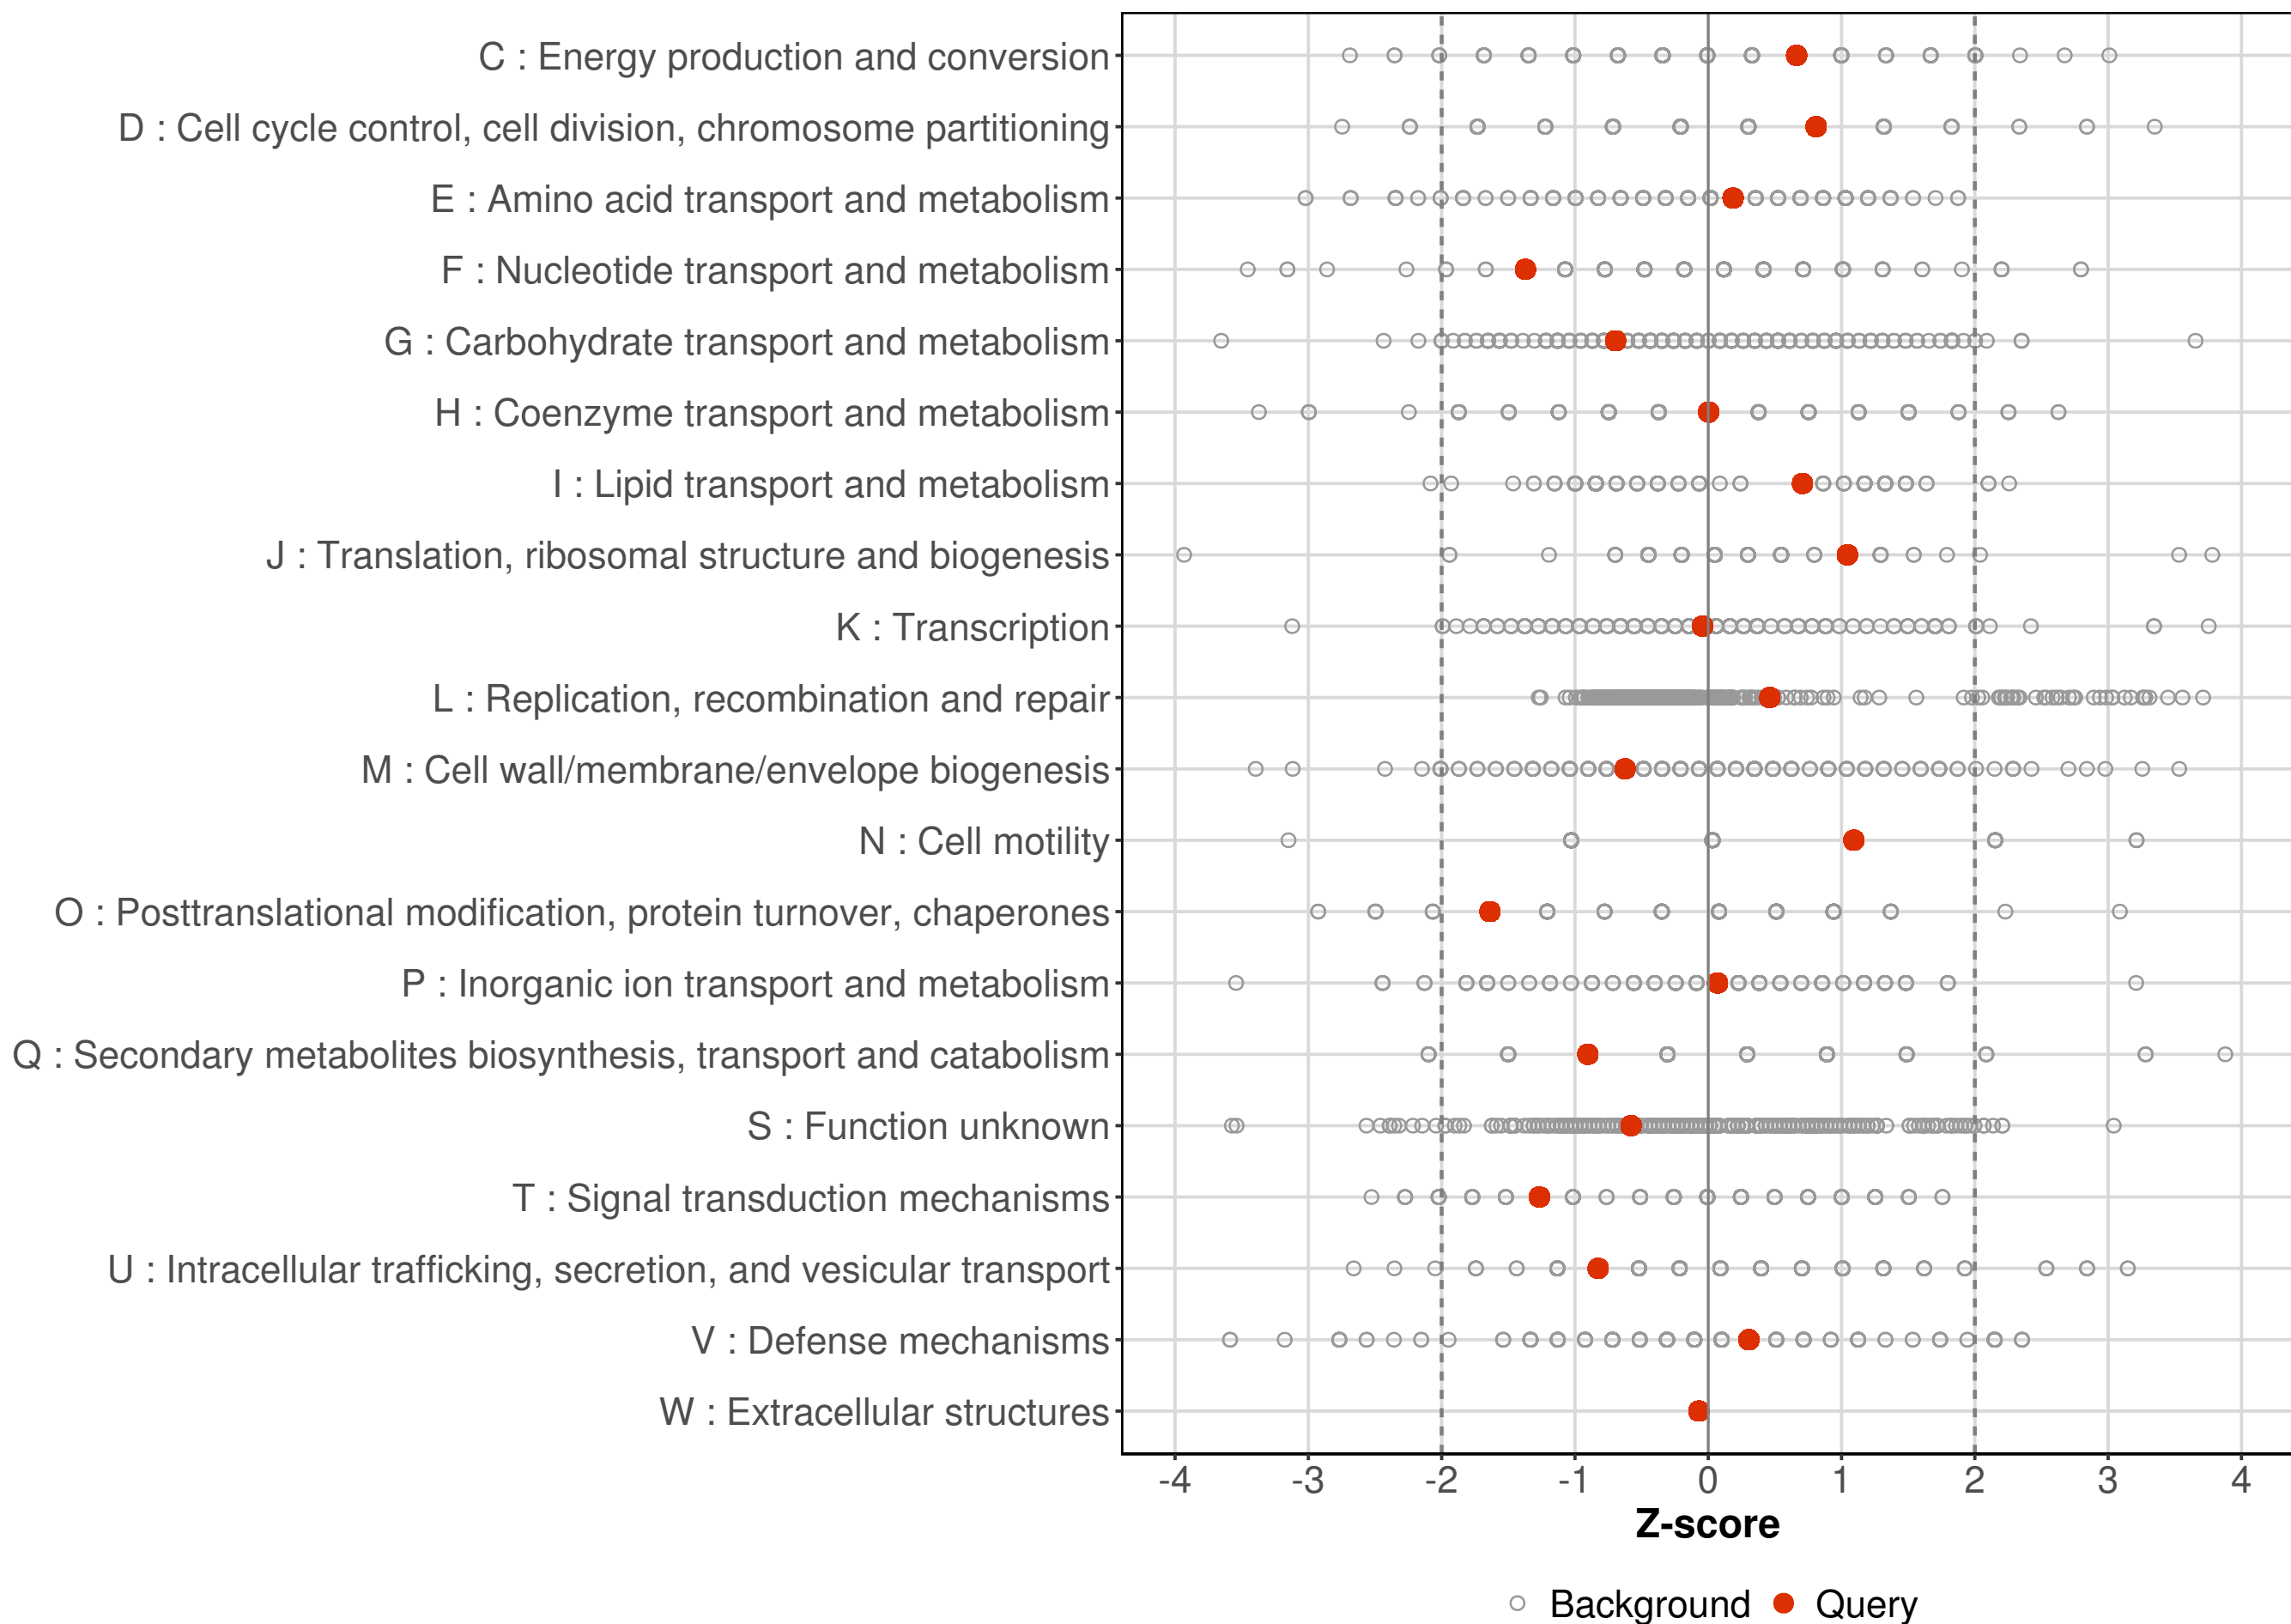 C : Energy production and conversion
D : Cell cycle control, cell division, chromosome partitioning
E : Amino acid transport and metabolism
F : Nucleotide transport and metabolism
G : Carbohydrate transport and metabolism
H : Coenzyme transport and metabolism
I : Lipid transport and metabolism
J : Translation, ribosomal structure and biogenesis
K : Transcription
L : Replication, recombination and repair
M : Cell wall/membrane/envelope biogenesis
N : Cell motility
O : Posttranslational modification, protein turnover, chaperones
P : Inorganic ion transport and metabolism
Q : Secondary metabolites biosynthesis, transport and catabolism
S : Function unknown
T : Signal transduction mechanisms
U : Intracellular trafficking, secretion, and vesicular transport
V : Defense mechanisms
W : Extracellular structures
-4 -3 -2 -1 0 1 2 3 4
Z-score
Background Query